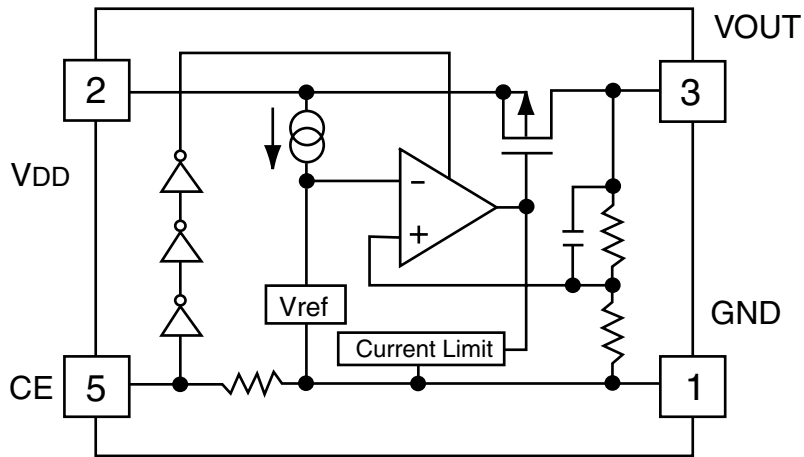 VOUT
2
3
VDD
−
+
Vref
GND
Current Limit
CE
5
1